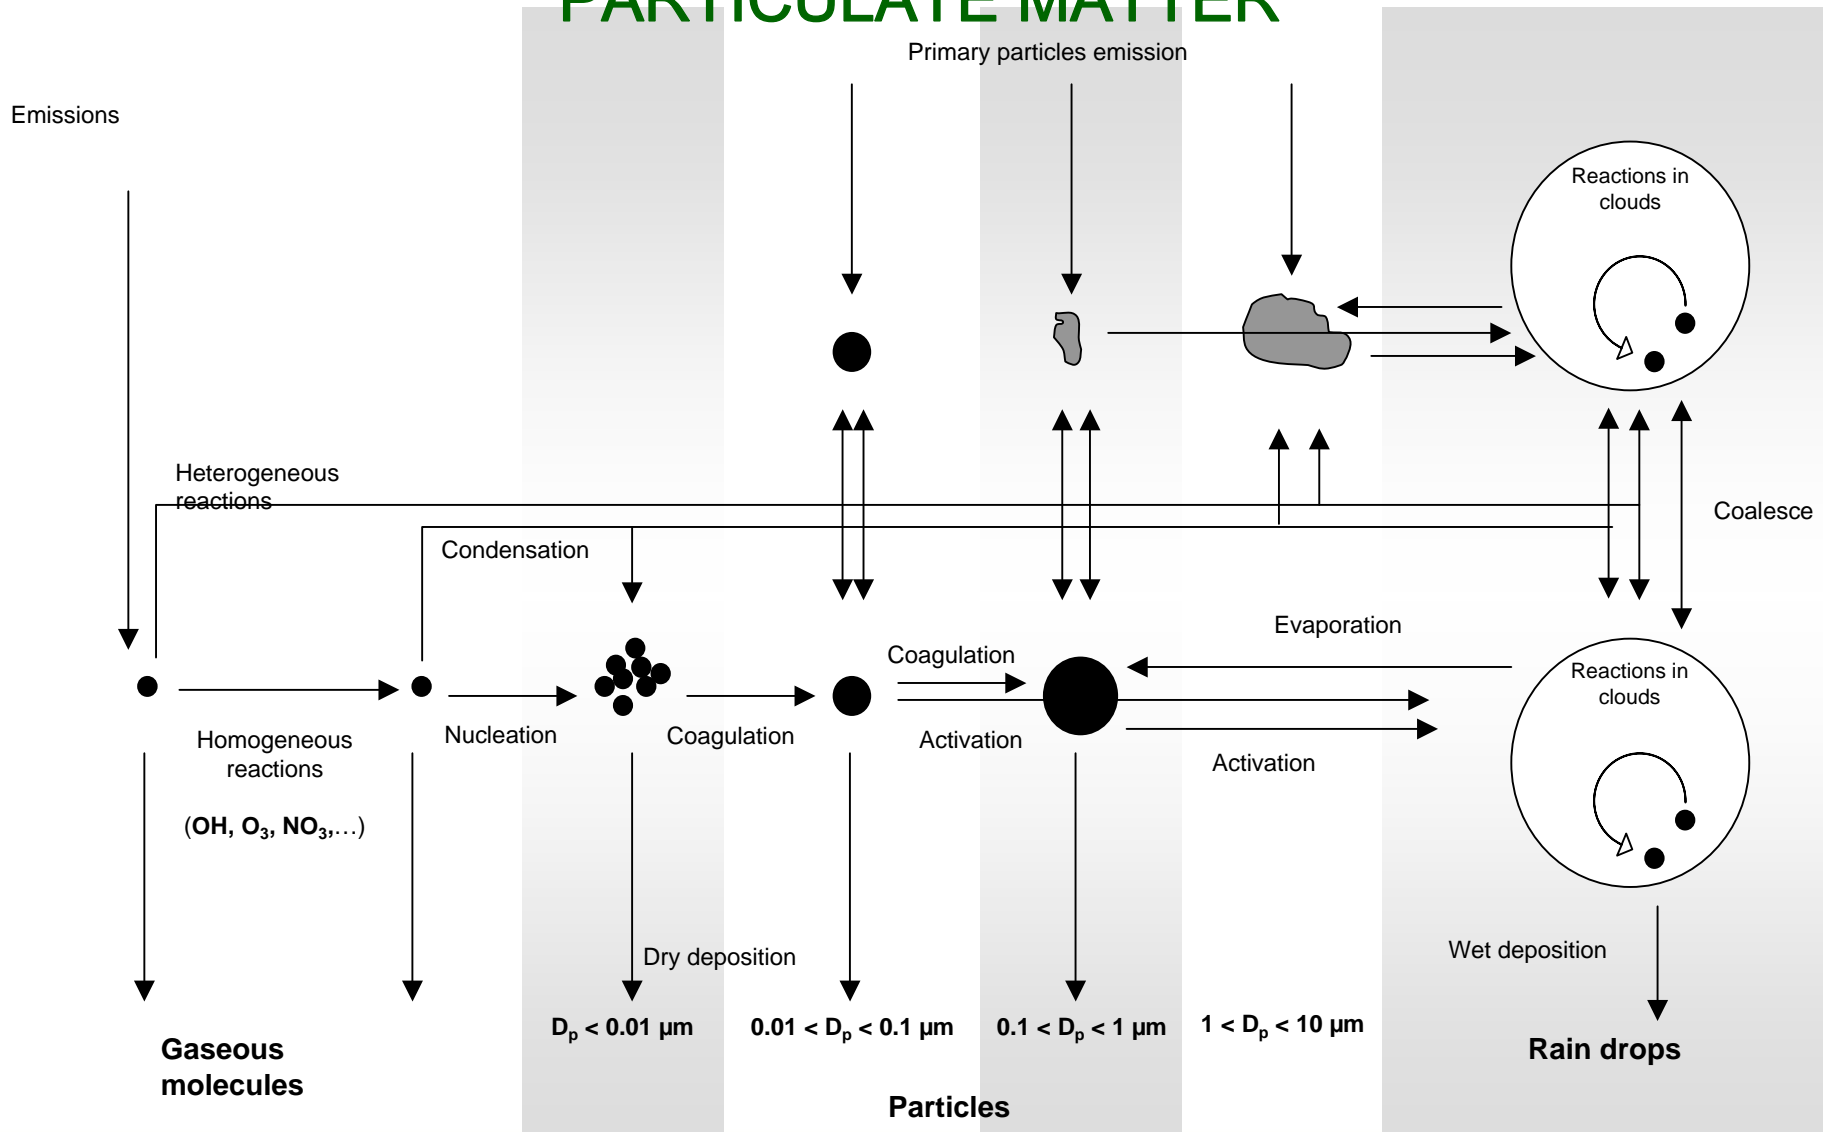 PARTICULATE MATTER
Primary particles emission
Emissions
Reactions in
clouds
Heterogeneous
reactions
Coalesce
Condensation
Evaporation
Coagulation
Reactions in
clouds
Nucleation
Coagulation
Activation
Activation
Homogeneous
reactions
(OH, O₃, NO₃,…)
Dry deposition
Wet deposition
Dₚ < 0.01 µm
0.01 < Dₚ < 0.1 µm
0.1 < Dₚ < 1 µm
1 < Dₚ < 10 µm
Gaseous
molecules
Rain drops
Particles